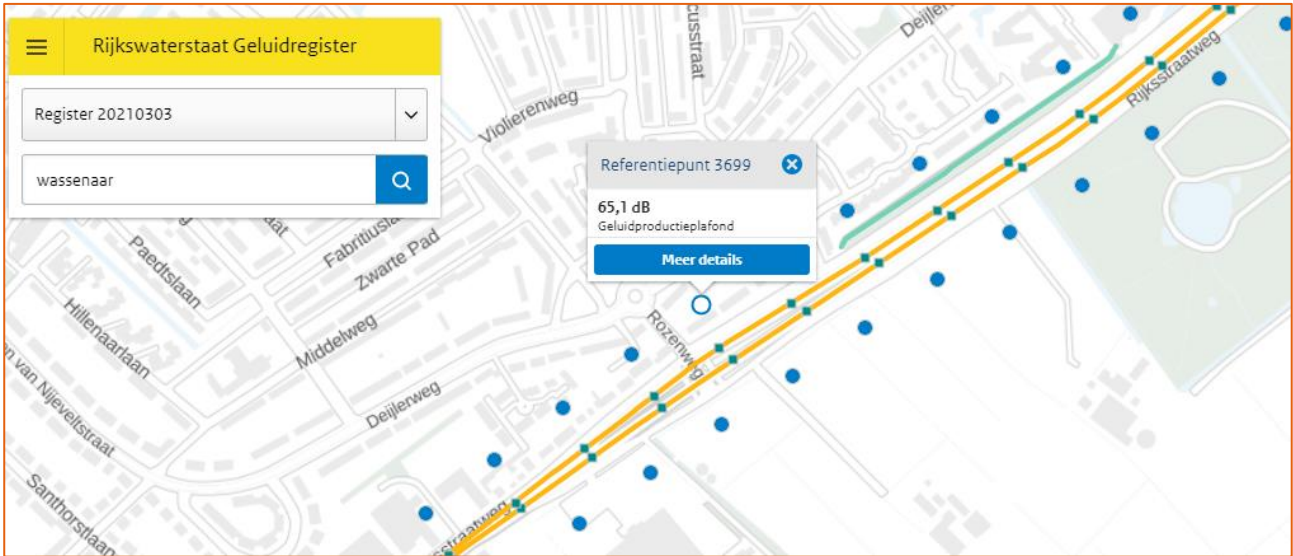 Rijkswaterstaat Geluidregister
Register 20210303
wassenaar
Referentiepunt 3699
65,1 dB
Geluidproductieplafond
Meer details
Deijlerweg
Rijksstraatweg
Violierenweg
Fabritiuslaan
Zwarte Pad
Paedtslaan
Hillenaarlaan
Middelweg
Rozenweg
van Nijeveltstraat
Deijlerweg
Santhorstlaan